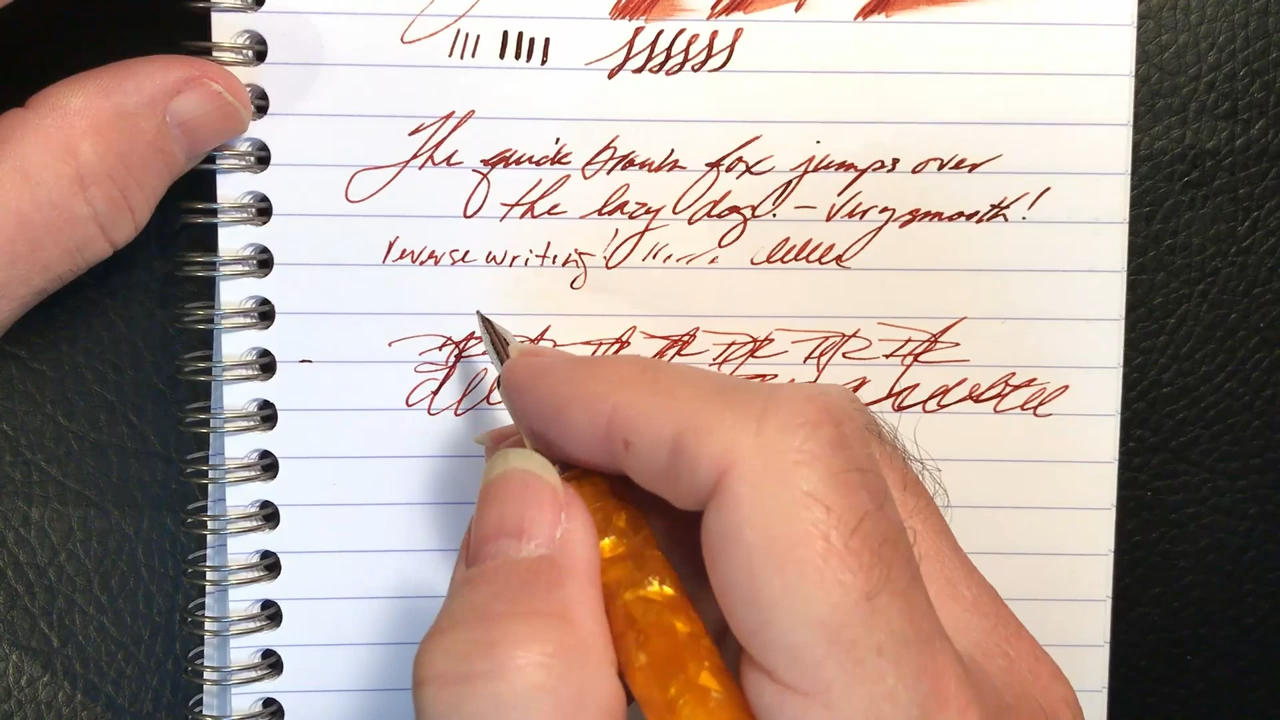 The quick brown fox jumps over
the lazy dog. - Very smooth!
reverse writing!